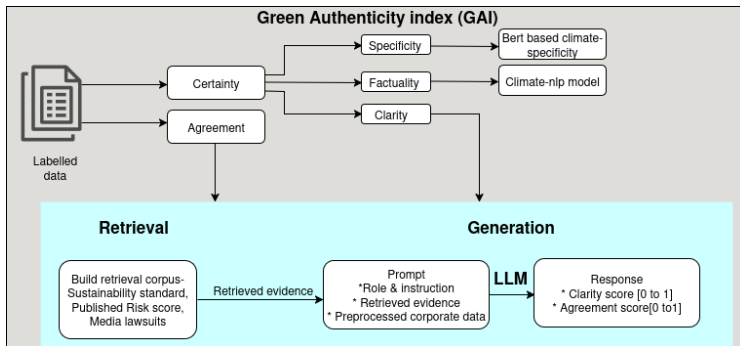 Green Authenticity index (GAI)
Specificity
Bert based climate-
specificity
Certainty
Factuality
Climate-nlp model
Clarity
Agreement
Labelled
data
Retrieval
Generation
Build retrieval corpus-
Sustainability standard,
Published Risk score,
Media lawsuits
Retrieved evidence
Prompt
*Role & instruction
* Retrieved evidence
* Preprocessed corporate data
LLM
Response
* Clarity score [0 to 1]
* Agreement score[0 to1]